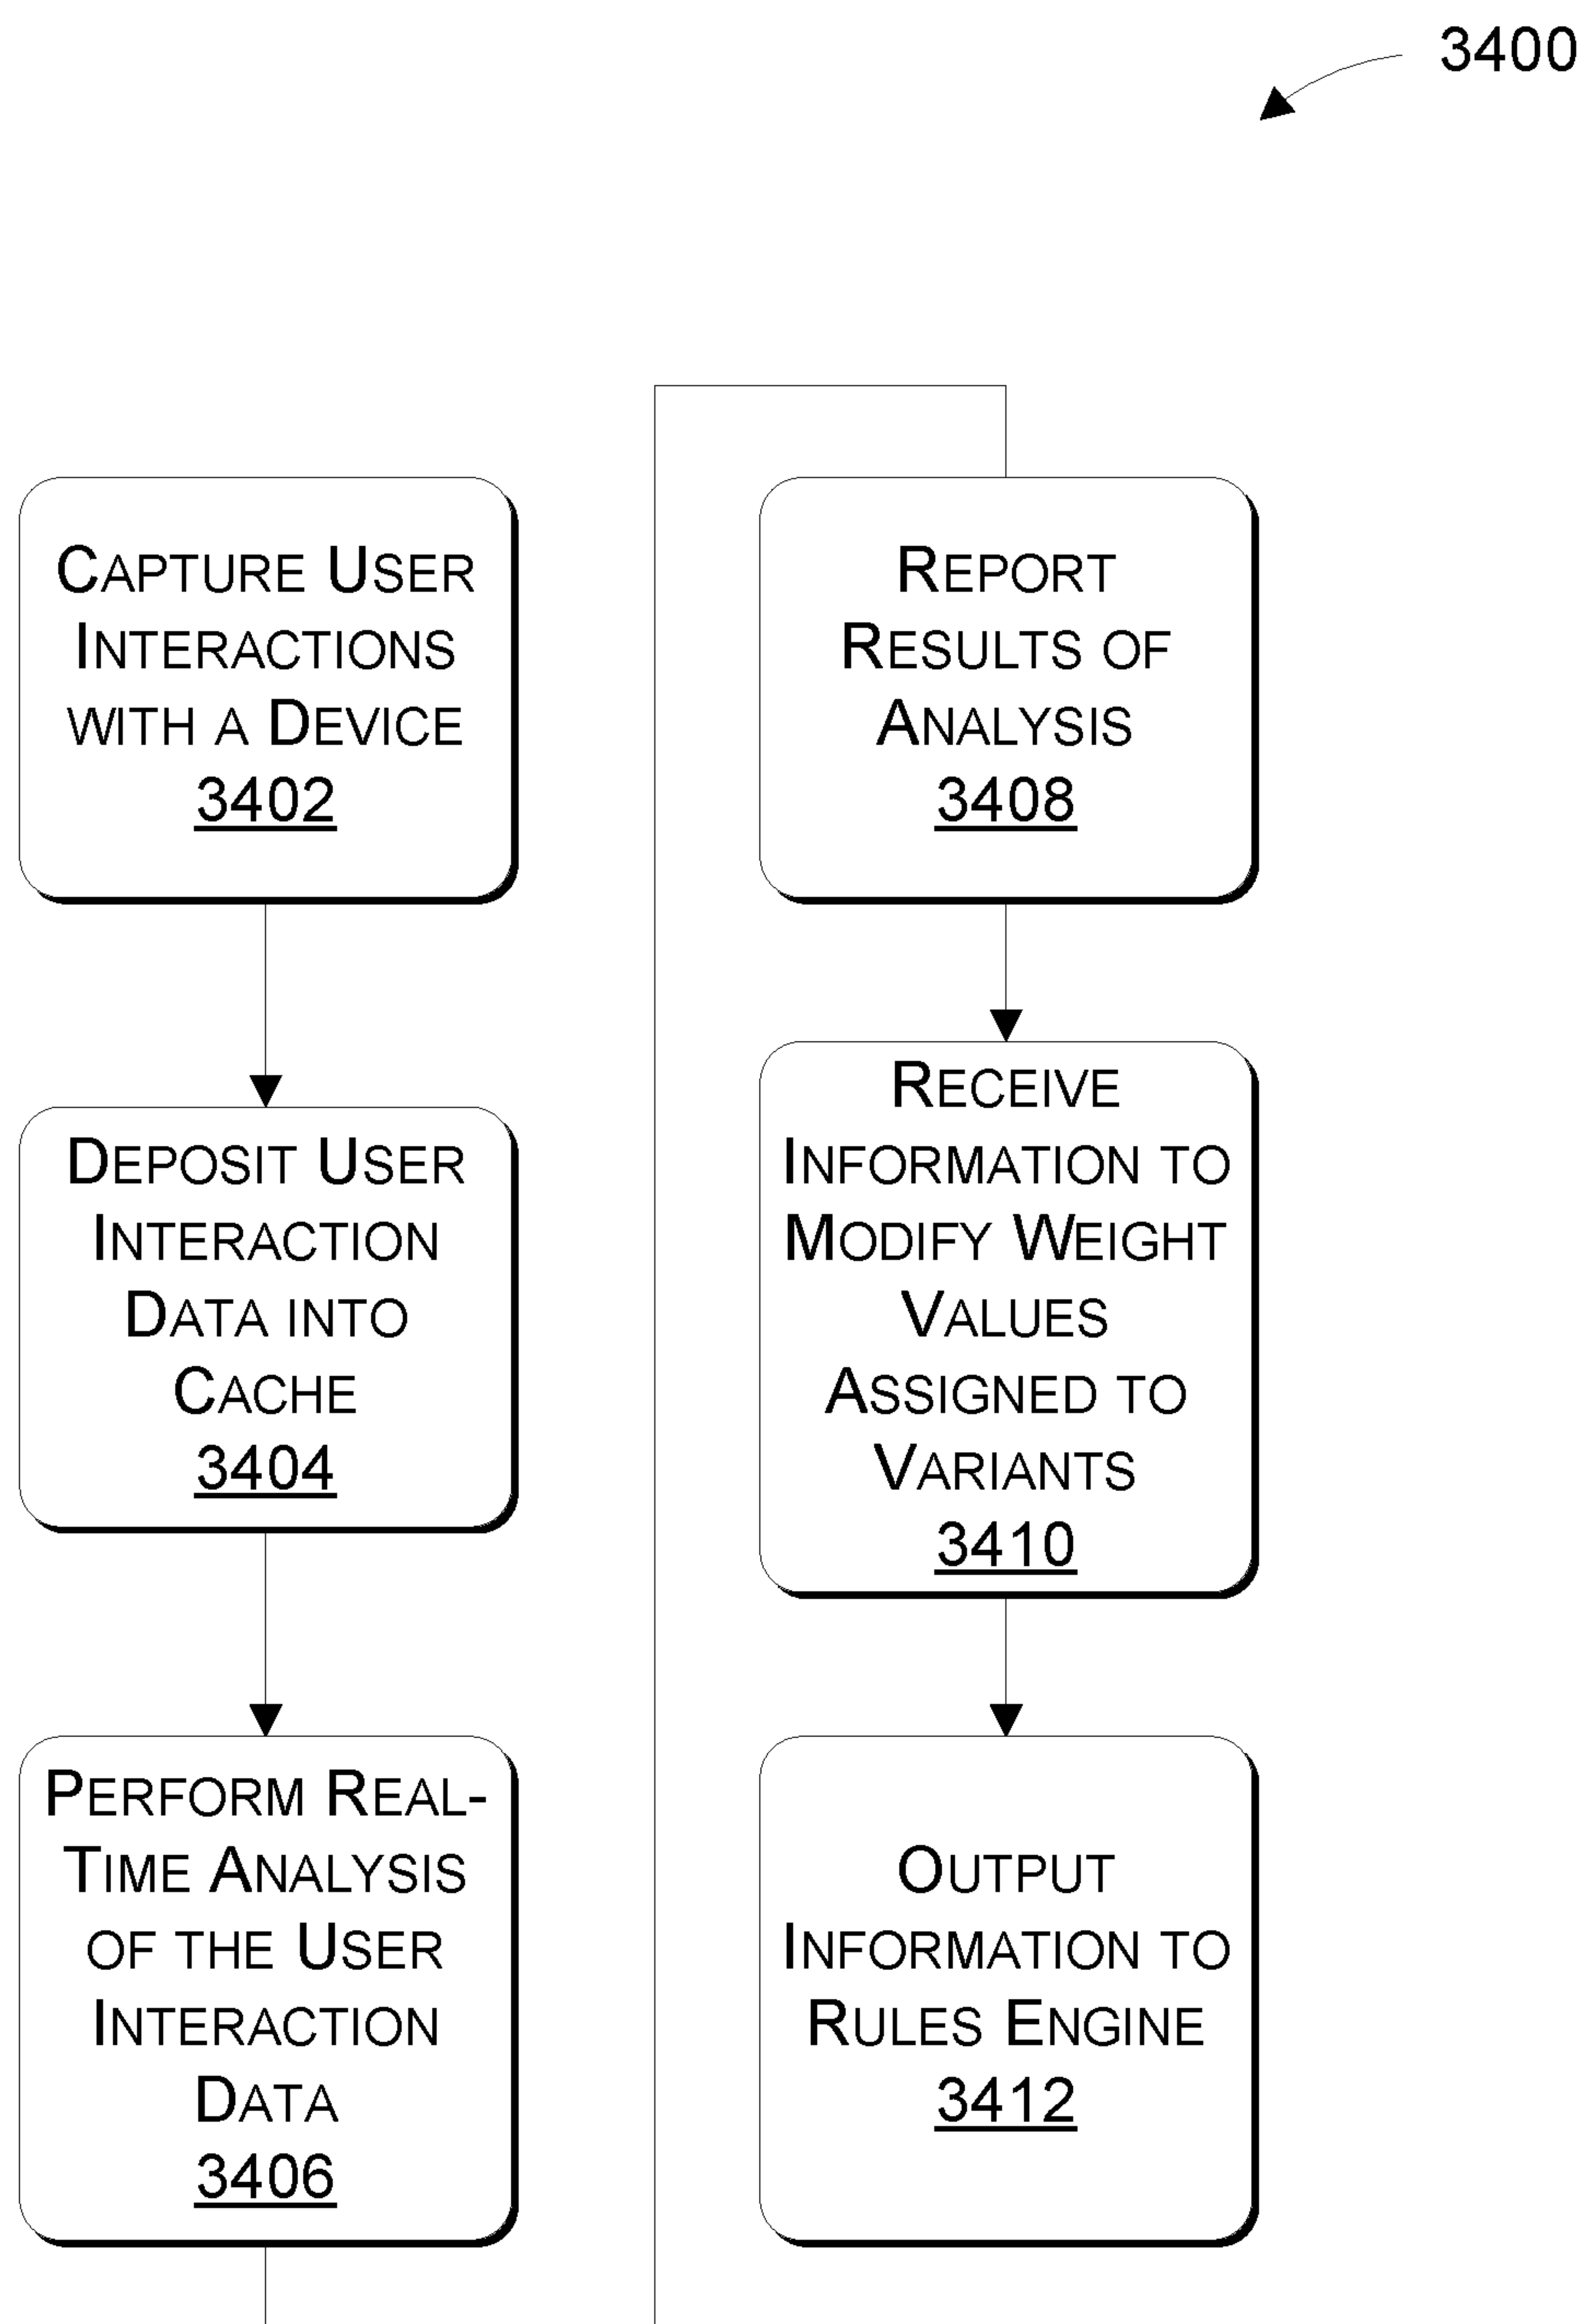 3400
CAPTURE USER
INTERACTIONS
WITH A DEVICE
3402
DEPOSIT USER
INTERACTION
DATA INTO
CACHE
3404
PERFORM REAL-
TIME ANALYSIS
OF THE USER
INTERACTION
DATA
3406
REPORT
RESULTS OF
ANALYSIS
3408
RECEIVE
INFORMATION TO
MODIFY WEIGHT
VALUES
ASSIGNED TO
VARIANTS
3410
OUTPUT
INFORMATION TO
RULES ENGINE
3412